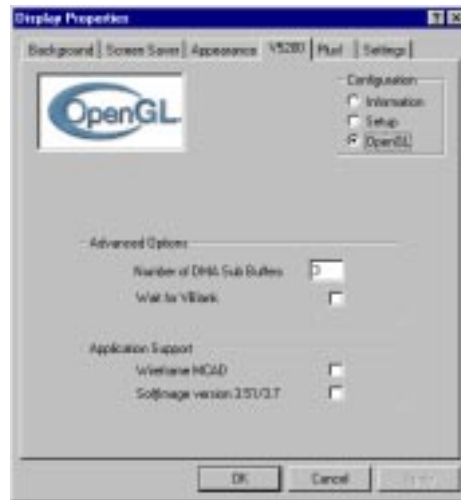 Display Properties
Background Screen Saver Appearance V5200 Plus! Settings
OpenGL
Configuration
Information
Setup
OpenGL
Advanced Options
Number of DMA Sub Buffers
Wait for VBlank
Application Support
Wireframe MCAD
Softimage version 3.51/3.7
OK Cancel Apply